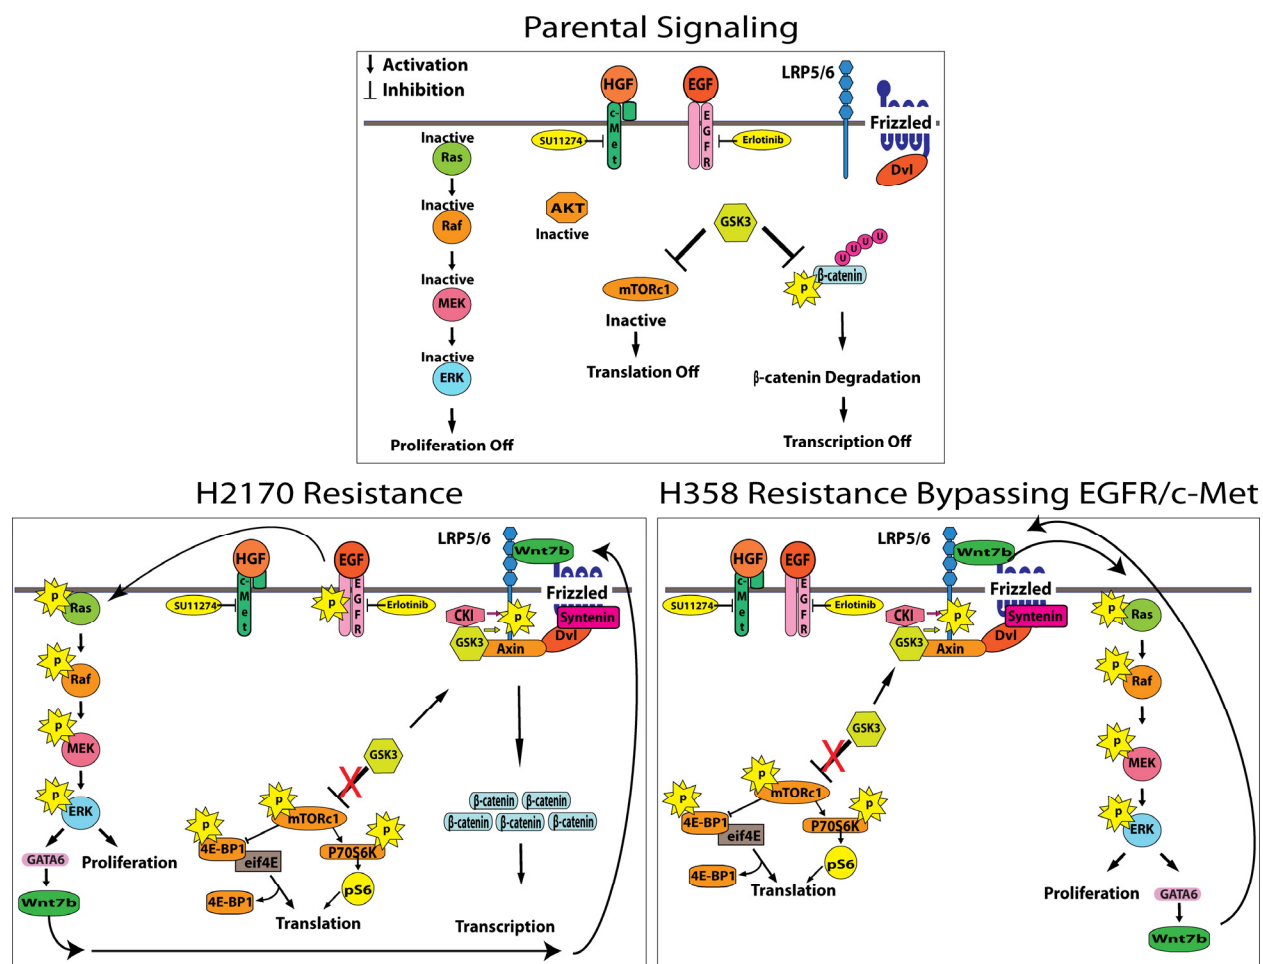 Parental Signaling
Activation
Inhibition
HGF
EGF
LRP5/6
c-Met
EGFR
Frizzled
SU11274
Erlotinib
Dvl
Inactive
Ras
Inactive
Raf
AKT
Inactive
GSK3
U U U U
β-catenin
p
Inactive
MEK
mTORc1
Inactive
Inactive
ERK
Translation Off
β-catenin Degradation
Proliferation Off
Transcription Off
H2170 Resistance
LRP5/6
HGF
EGF
Wnt7b
c-Met
EGFR
Frizzled
p
Ras
SU11274
p
Erlotinib
CKI
p
Syntenin
GSK3
Axin
Dvl
p
Raf
p
MEK
GSK3
X
p
ERK
p
mTORc1
p
4E-BP1
eif4E
p
P70S6K
β-catenin
β-catenin
β-catenin
β-catenin
β-catenin
GATA6
Proliferation
pS6
Wnt7b
4E-BP1
Translation
Transcription
H358 Resistance Bypassing EGFR/c-Met
LRP5/6
HGF
EGF
Wnt7b
c-Met
EGFR
Frizzled
SU11274
Erlotinib
CKI
p
Syntenin
GSK3
Axin
Dvl
p
Ras
p
Raf
GSK3
X
p
MEK
p
mTORc1
p
4E-BP1
eif4E
p
P70S6K
p
ERK
pS6
4E-BP1
Translation
Proliferation
GATA6
Wnt7b